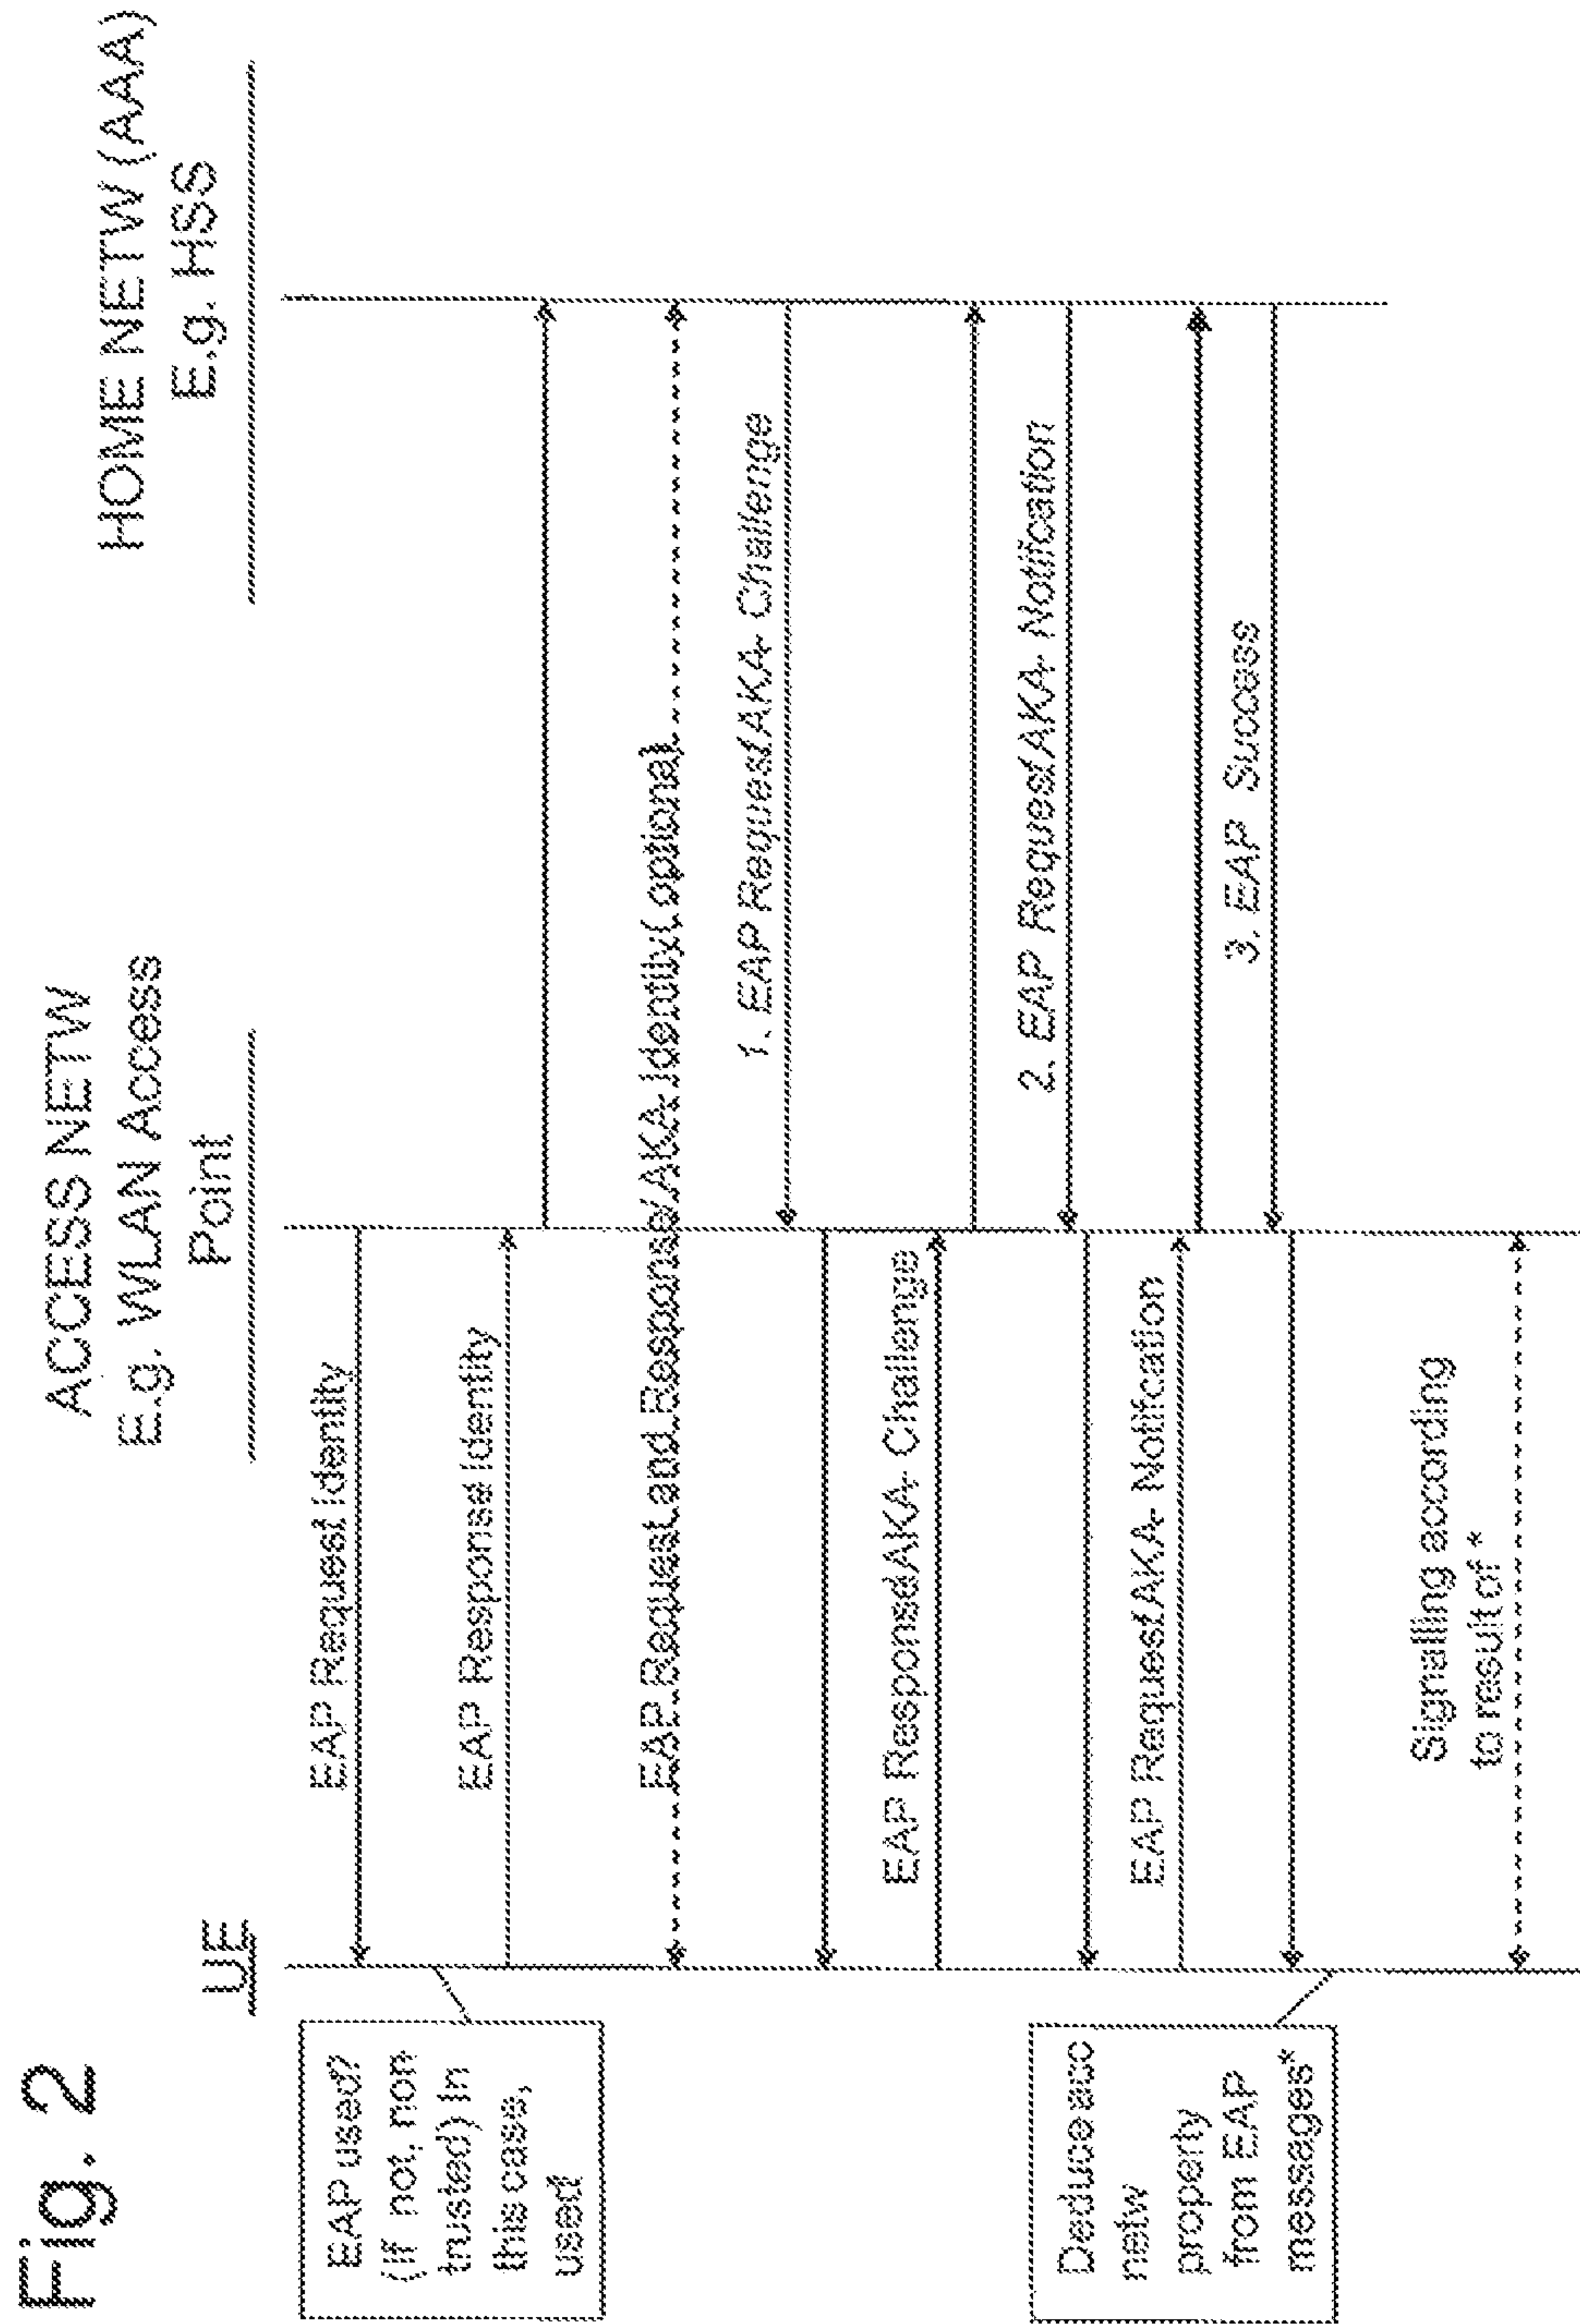 Fig. 2
UE
ACCESS NETW
E.g. WLAN Access
Point
HOME NETW (AAA)
E.g. HSS
EAP used?
(if not, non
trusted) In
this case,
used!
EAP Request Identity
EAP Response Identity
EAP Request and Response/AKA-Identity( optional)
1. EAP Request/AKA- Challenge
EAP Response/AKA- Challenge
2. EAP Request/AKA- Notifcation
EAP Request/AKA- Notifcation
3. EAP Success
Deduce acc
netw
property
from EAP
messages*
Signalling according
to result of *